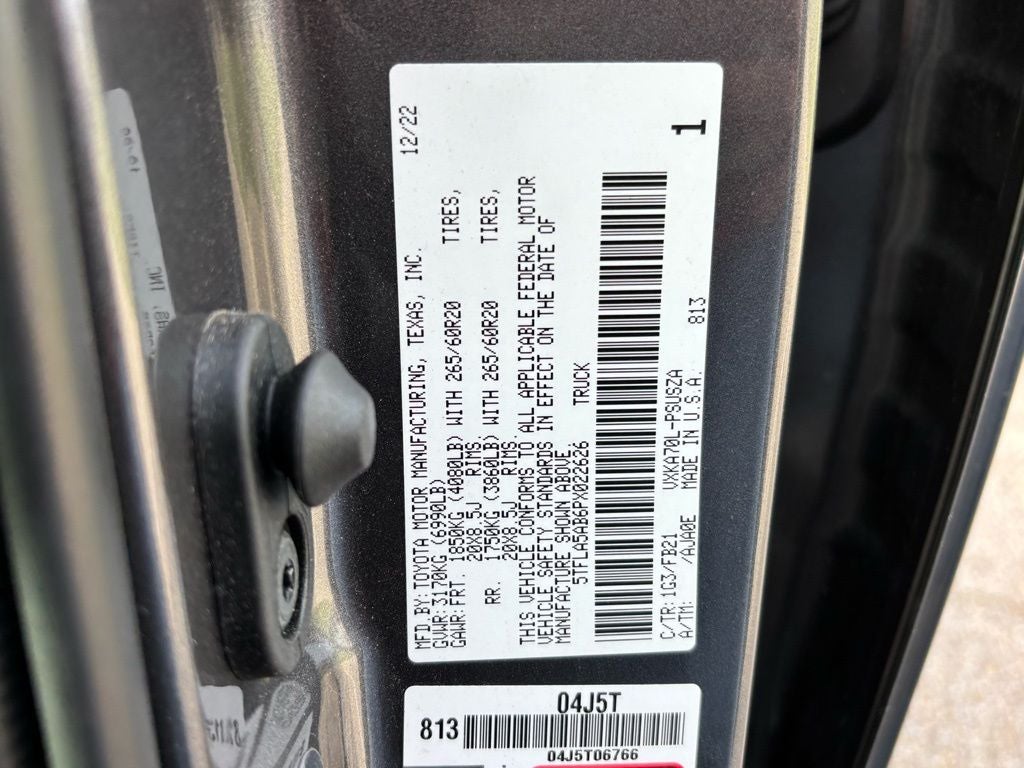 MFD.BY:TOYOTA MOTOR MANUFACTURING, TEXAS, INC. 12/22
GVWR:3170KG (6990LB)
GAWR:FRT. 1850KG (4080LB) WITH 265/60R20 TIRES,
20X8.5J RIMS.
RR. 1750KG (3860LB) WITH 265/60R20 TIRES,
20X8.5J RIMS.
THIS VEHICLE CONFORMS TO ALL APPLICABLE FEDERAL MOTOR
VEHICLE SAFETY STANDARDS IN EFFECT ON THE DATE OF
MANUFACTURE SHOWN ABOVE.
5TFLA5AB6PX022626 TRUCK
C/TR:1G3/FB21 VXKA70L-PSUSZA
A/TM: /AJA0E MADE IN U.S.A. 813
1
04J5T
813
04J5T06766